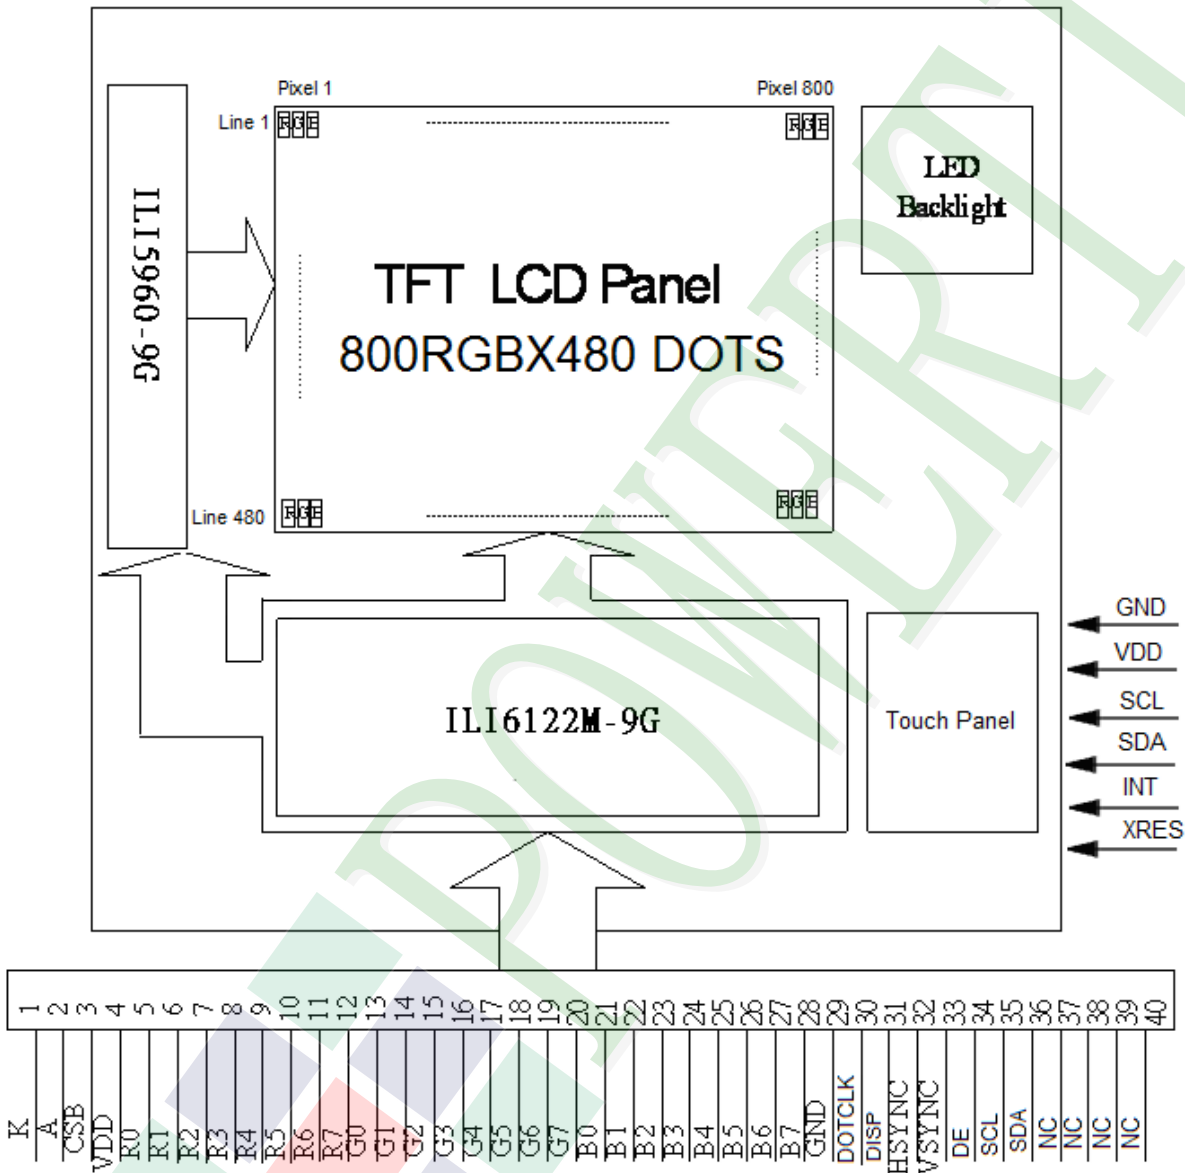 Pixel 1
Pixel 800
Line 1
RGB
RGB
LED
Backlight
ILI5960-9G
TFT LCD Panel
800RGBX480 DOTS
Line 480
RGB
RGB
ILI6122M-9G
Touch Panel
GND
VDD
SCL
SDA
INT
XRES
1 2 3 4 5 6 7 8 9 10 11 12 13 14 15 16 17 18 19 20 21 22 23 24 25 26 27 28 29 30 31 32 33 34 35 36 37 38 39 40
K A CSB VDD R0 R1 R2 R3 R4 R5 R6 R7 G0 G1 G2 G3 G4 G5 G6 G7 B0 B1 B2 B3 B4 B5 B6 B7 GND DOTCLK DISP HSYNC VSYNC DE SCL SDA NC NC NC NC
POWERT